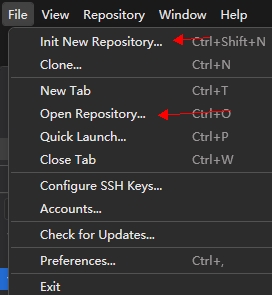 File View Repository Window Help
Init New Repository... Ctrl+Shift+N
Clone... Ctrl+N
New Tab Ctrl+T
Open Repository... Ctrl+O
Quick Launch... Ctrl+P
Close Tab Ctrl+W
Configure SSH Keys...
Accounts...
Check for Updates...
Preferences... Ctrl+,
Exit